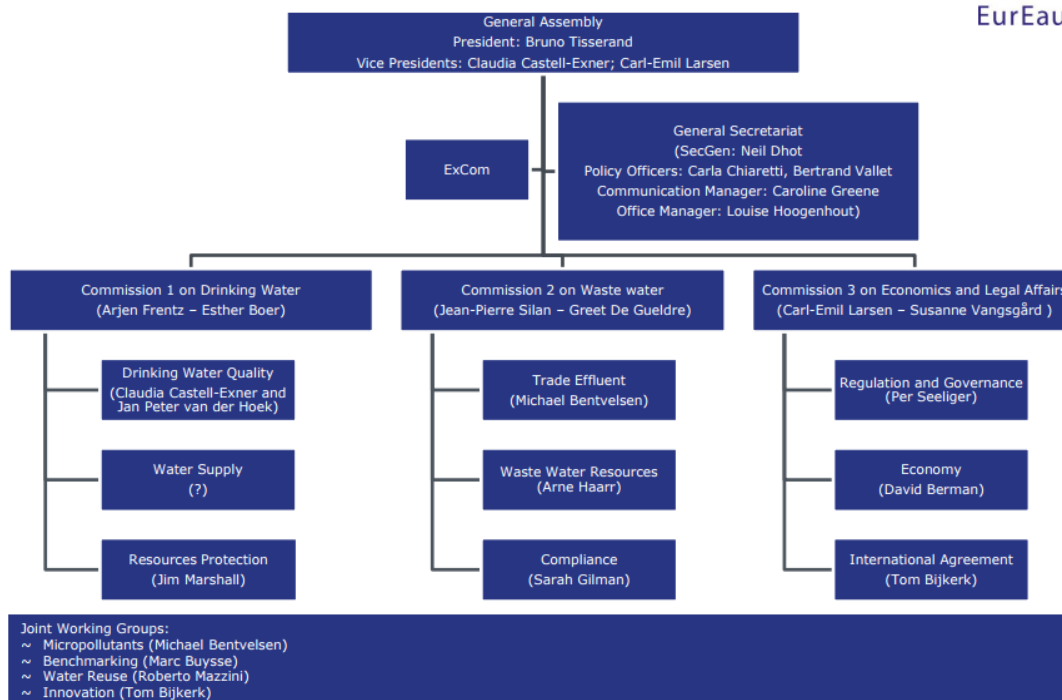 EurEau
General Assembly
President: Bruno Tisserand
Vice Presidents: Claudia Castell-Exner; Carl-Emil Larsen
ExCom
General Secretariat
(SecGen: Neil Dhot
Policy Officers: Carla Chiaretti, Bertrand Vallet
Communication Manager: Caroline Greene
Office Manager: Louise Hoogenhout)
Commission 1 on Drinking Water
(Arjen Frentz – Esther Boer)
Commission 2 on Waste water
(Jean-Pierre Silan – Greet De Gueldre)
Commission 3 on Economics and Legal Affairs
(Carl-Emil Larsen – Susanne Vangsgård )
Drinking Water Quality
(Claudia Castell-Exner and
Jan Peter van der Hoek)
Trade Effluent
(Michael Bentvelsen)
Regulation and Governance
(Per Seeliger)
Water Supply
(?)
Waste Water Resources
(Arne Haarr)
Economy
(David Berman)
Resources Protection
(Jim Marshall)
Compliance
(Sarah Gilman)
International Agreement
(Tom Bijkerk)
Joint Working Groups:
~ Micropollutants (Michael Bentvelsen)
~ Benchmarking (Marc Buysse)
~ Water Reuse (Roberto Mazzini)
~ Innovation (Tom Bijkerk)